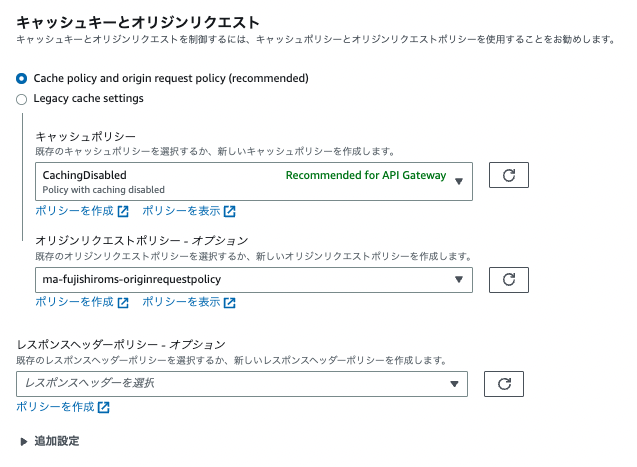 キャッシュキーとオリジンリクエスト
キャッシュキーとオリジンリクエストを制御するには、キャッシュポリシーとオリジンリクエストポリシーを使用することをお勧めします。
Cache policy and origin request policy (recommended)
Legacy cache settings
キャッシュポリシー
既存のキャッシュポリシーを選択するか、新しいキャッシュポリシーを作成します。
CachingDisabled Recommended for API Gateway
Policy with caching disabled
ポリシーを作成 ポリシーを表示
オリジンリクエストポリシー - オプション
既存のオリジンリクエストポリシーを選択するか、新しいオリジンリクエストポリシーを作成します。
ma-fujishiroms-originrequestpolicy
ポリシーを作成 ポリシーを表示
レスポンスヘッダーポリシー - オプション
既存のレスポンスヘッダーポリシーを選択するか、新しいレスポンスヘッダーポリシーを作成します。
レスポンスヘッダーを選択
ポリシーを作成
追加設定